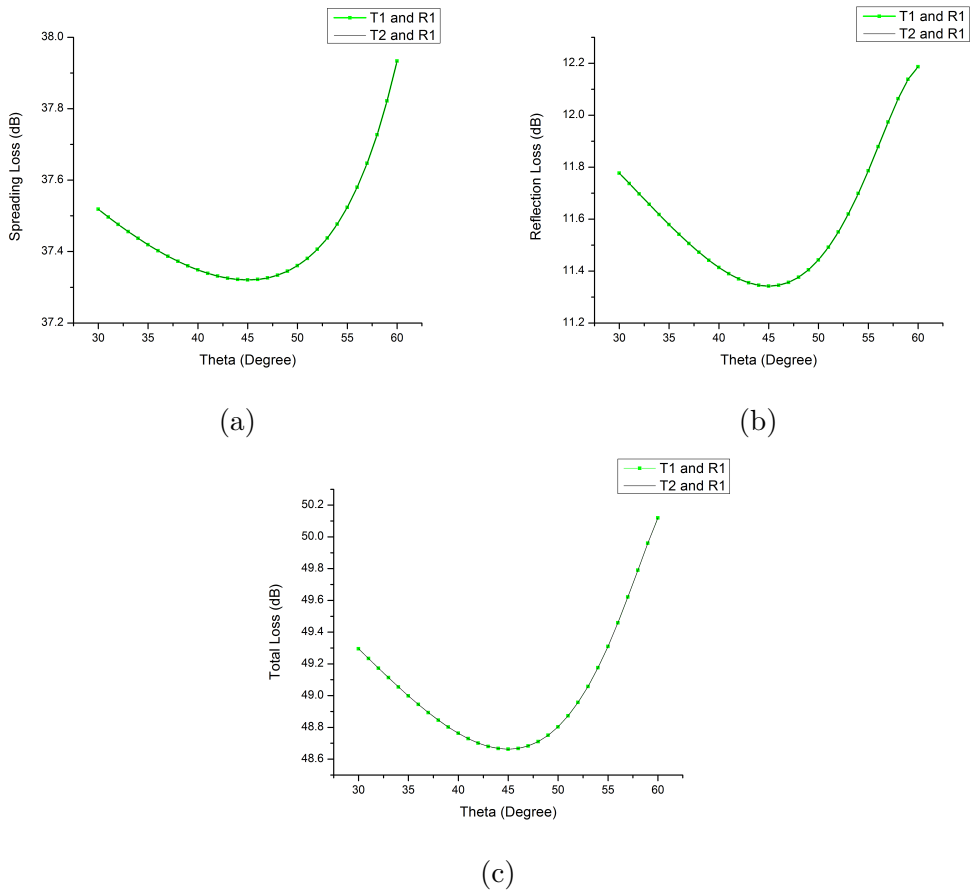 T1 and R1
T2 and R1
38.0
37.8
37.6
37.4
37.2
Spreading Loss (dB)
30 35 40 45 50 55 60
Theta (Degree)
(a)
T1 and R1
T2 and R1
12.2
12.0
11.8
11.6
11.4
11.2
Reflection Loss (dB)
30 35 40 45 50 55 60
Theta (Degree)
(b)
T1 and R1
T2 and R1
50.2
50.0
49.8
49.6
49.4
49.2
49.0
48.8
48.6
Total Loss (dB)
30 35 40 45 50 55 60
Theta (Degree)
(c)